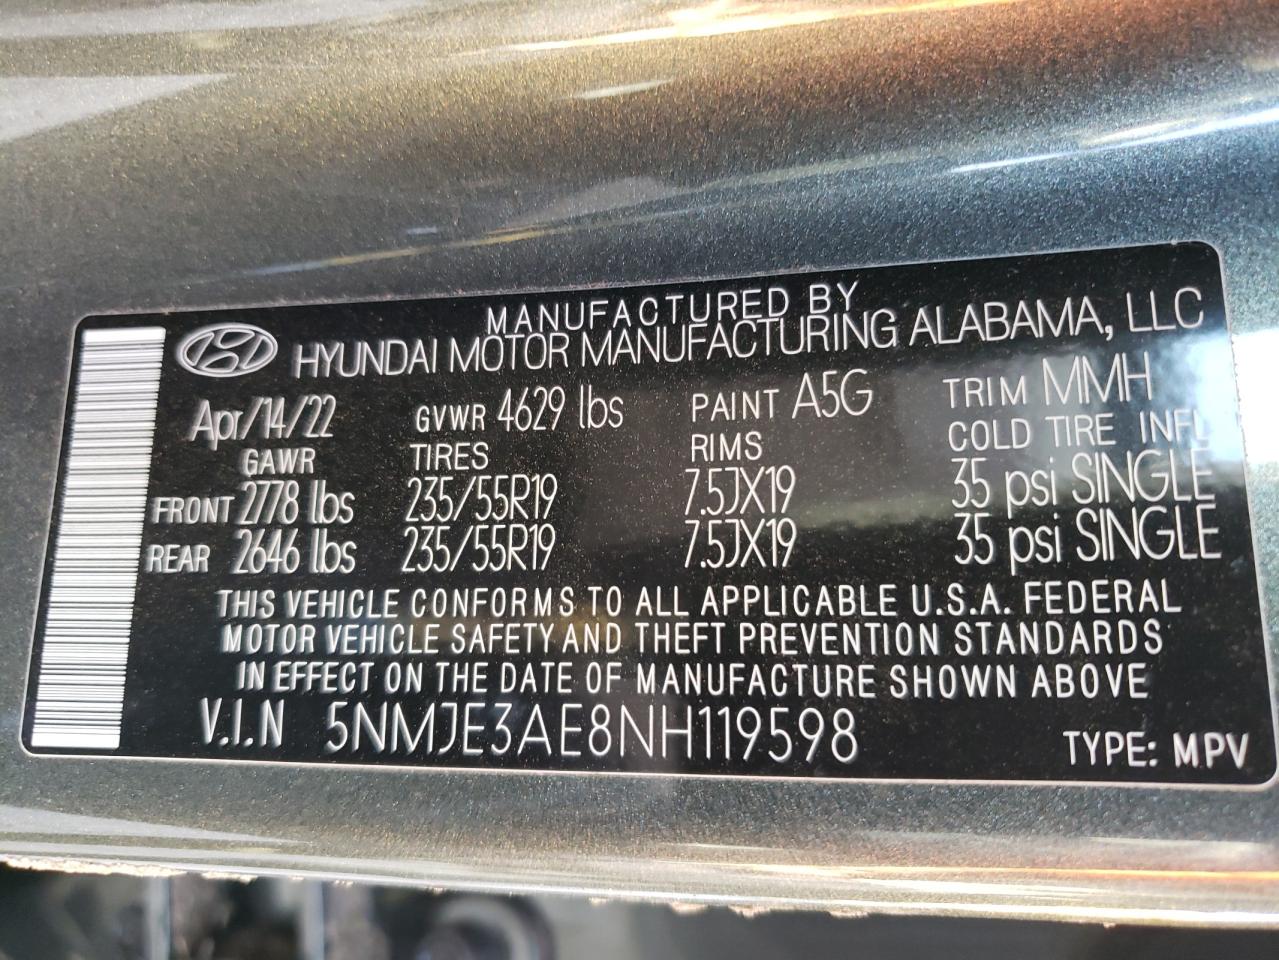 MANUFACTURED BY
HYUNDAI MOTOR MANUFACTURING ALABAMA, LLC
Apr/14/22 GVWR 4629 lbs PAINT A5G TRIM MMH
GAWR TIRES RIMS COLD TIRE INFL
FRONT 2778 lbs 235/55R19 7.5JX19 35 psi SINGLE
REAR 2646 lbs 235/55R19 7.5JX19 35 psi SINGLE
THIS VEHICLE CONFORMS TO ALL APPLICABLE U.S.A. FEDERAL
MOTOR VEHICLE SAFETY AND THEFT PREVENTION STANDARDS
IN EFFECT ON THE DATE OF MANUFACTURE SHOWN ABOVE
V.I.N 5NMJE3AE8NH119598 TYPE: MPV